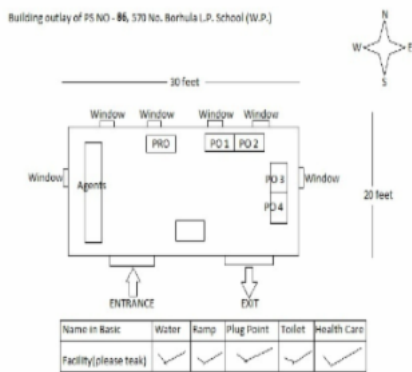 Building outlay of PS NO - 86, 570 No. Borhula L.P. School (W.P.)
N
W E
S
30 feet
Window Window Window Window
PRO PO 1 PO 2
Window Agents PO 3 Window
PO 4
20 feet
ENTRANCE EXIT
Name in Basic Water Ramp Plug Point Toilet Health Care
Facility(please teak)